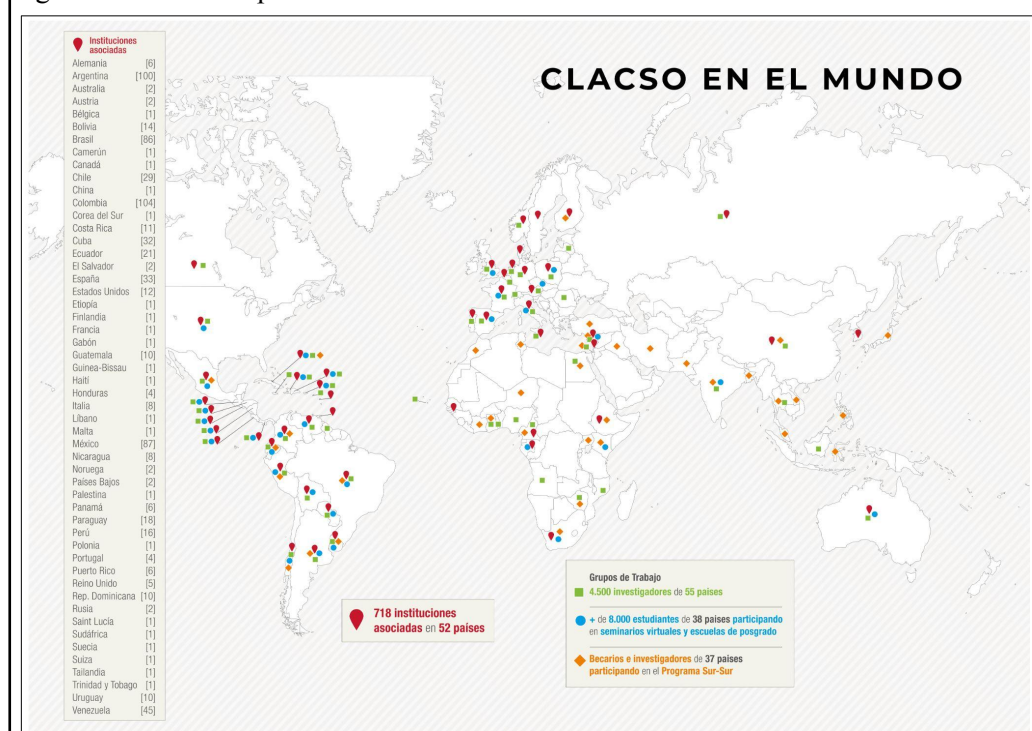 CLACSO EN EL MUNDO
Instituciones
asociadas
Alemania [6]
Argentina [100]
Australia [2]
Austria [2]
Bélgica [1]
Bolivia [14]
Brasil [86]
Camerún [1]
Canadá [1]
Chile [29]
China [1]
Colombia [104]
Corea del Sur [1]
Costa Rica [11]
Cuba [32]
Ecuador [21]
El Salvador [2]
España [33]
Estados Unidos [12]
Etiopía [1]
Finlandia [1]
Francia [1]
Gabón [1]
Guatemala [10]
Guinea-Bissau [1]
Haití [1]
Honduras [4]
Italia [8]
Líbano [1]
Malta [1]
México [87]
Nicaragua [8]
Noruega [2]
Países Bajos [2]
Palestina [1]
Panamá [6]
Paraguay [18]
Perú [16]
Polonia [1]
Portugal [4]
Puerto Rico [6]
Reino Unido [5]
Rep. Dominicana [10]
Rusia [2]
Saint Lucía [1]
Sudáfrica [1]
Suecia [1]
Suiza [1]
Tailandia [1]
Trinidad y Tobago [1]
Uruguay [10]
Venezuela [45]
718 instituciones
asociadas en 52 países
Grupos de Trabajo
4.500 investigadores de 55 paises
+ de 8.000 estudiantes de 38 paises participando
en seminarios virtuales y escuelas de posgrado
Becarios e investigadores de 37 paises
participando en el Programa Sur-Sur